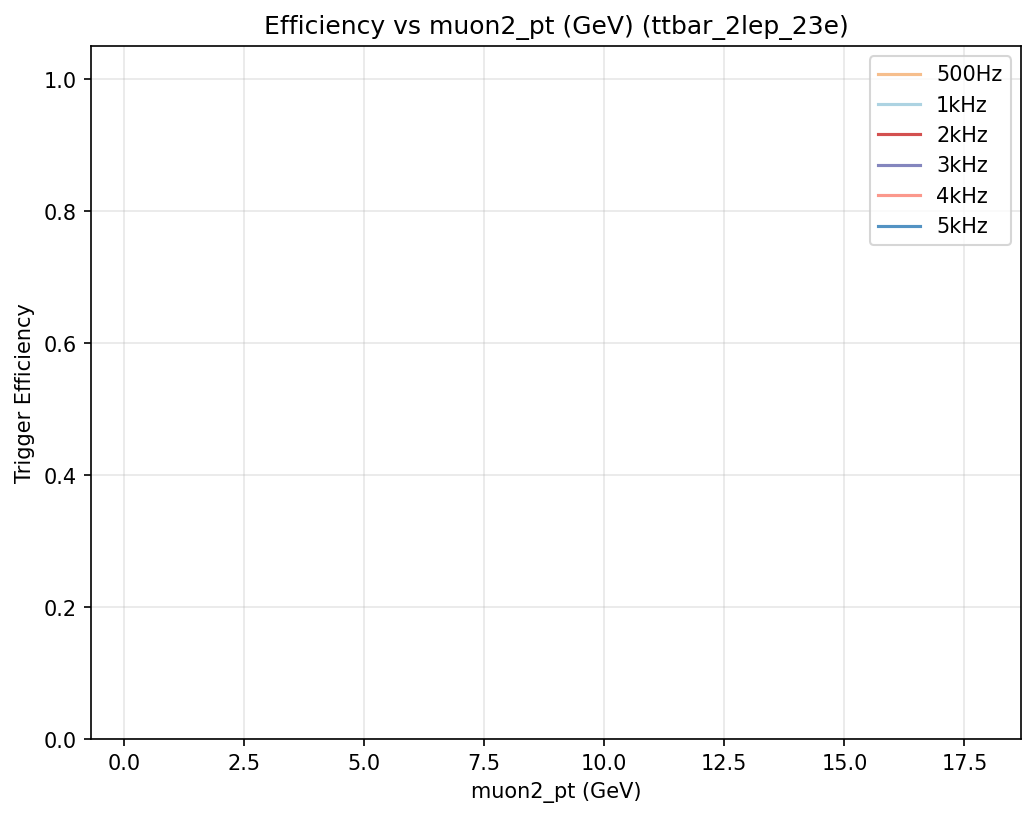 Efficiency vs muon2_pt (GeV) (ttbar_2lep_23e)
500Hz
1kHz
2kHz
3kHz
4kHz
5kHz
Trigger Efficiency
1.0
0.8
0.6
0.4
0.2
0.0
0.0 2.5 5.0 7.5 10.0 12.5 15.0 17.5
muon2_pt (GeV)